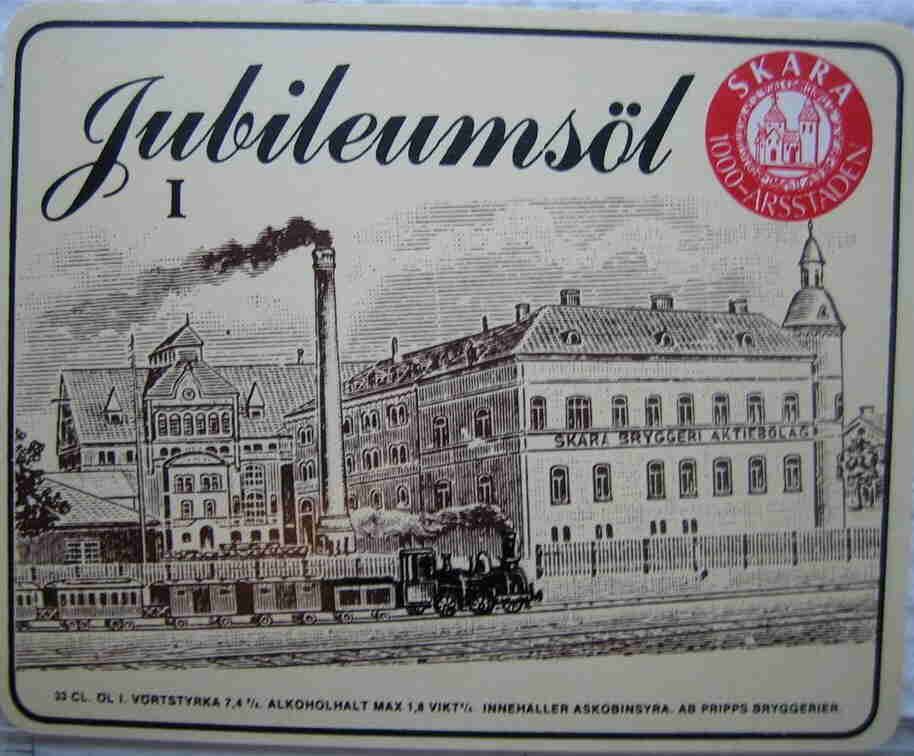 Jubileumsöl
I
SKARA
1000-ÅRSSTADEN
SKARA BRYGGERI AKTIEBOLAG
33 CL. ÖL I. VÖRTSTYRKA 7,4 %. ALKOHOLHALT MAX 1,8 VIKT%. INNEHÅLLER ASKOBINSYRA. AB PRIPPS BRYGGERIER